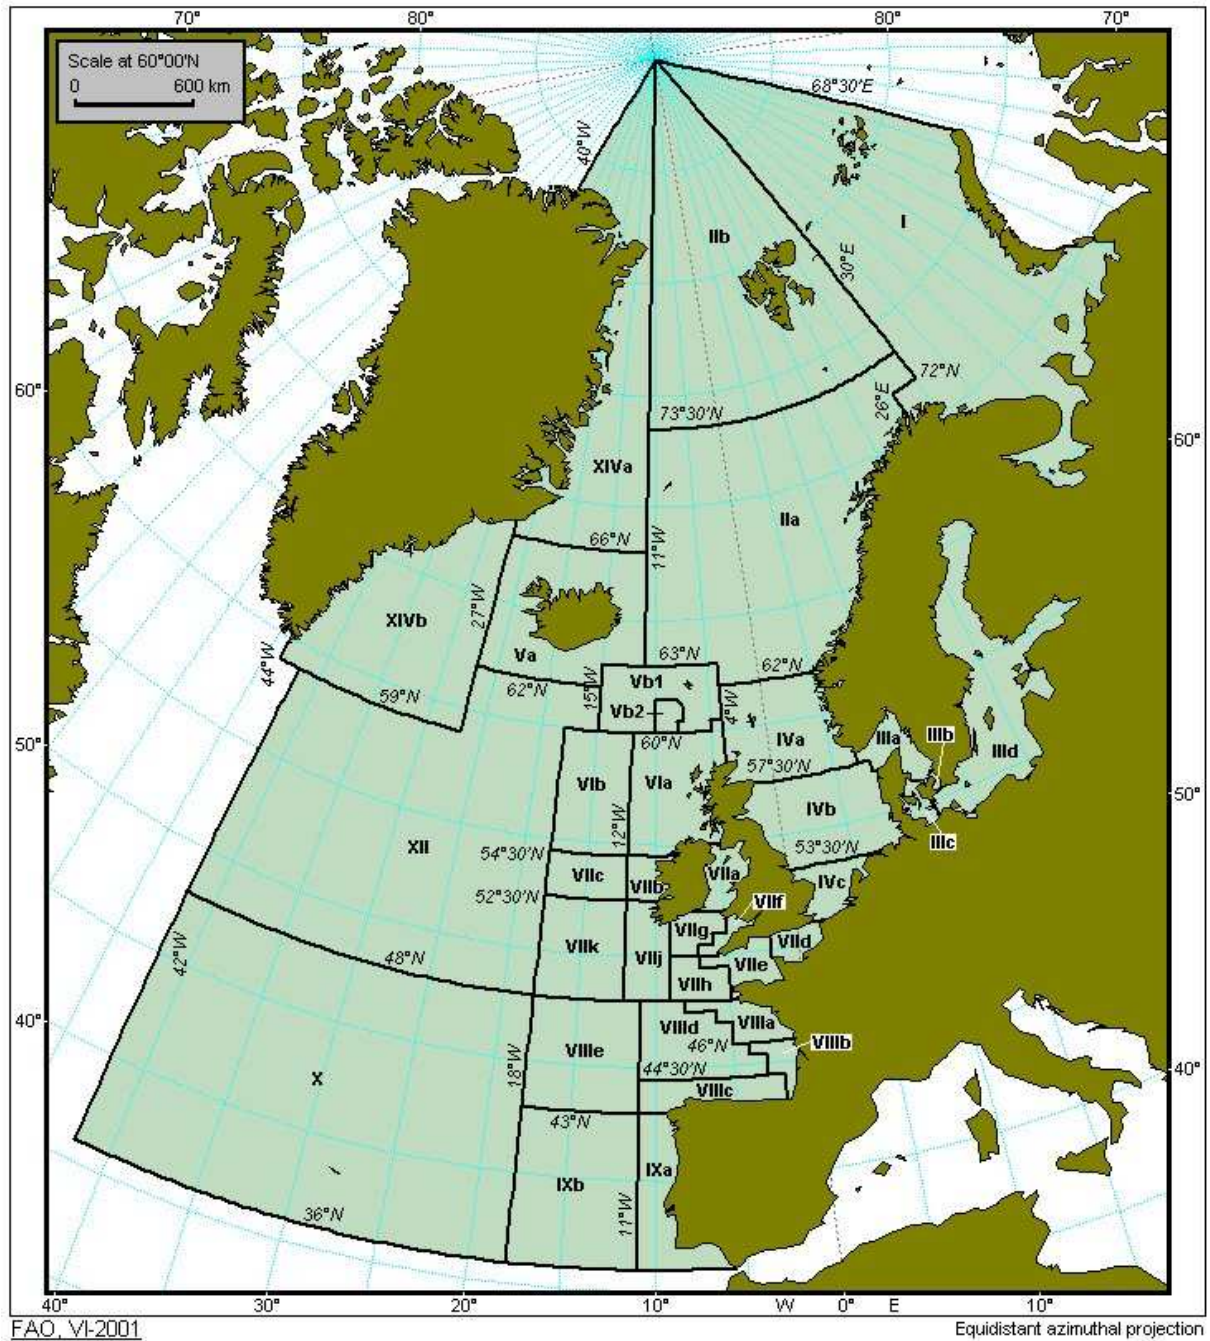 70° 80° 80° 70°
Scale at 60°00'N
0 600 km
68°30'E
40°W
I
IIb
30°E
60°
72°N
26°E
73°30'N
60°
XIVa
IIa
66°N
11°W
27°W
XIVb
44°W
Va
63°N
62°N
59°N
62°N
15°W
Vb1
4°W
Vb2
IIIa
IIIb
IIId
50°
60°N
IVa
57°30'N
VIb
VIa
50°
12°W
IVb
XII
54°30'N
53°30'N
IIIc
VIIc
VIIb
VIIa
IVc
52°30'N
VIIf
VIIg
VIId
42°W
48°N
VIIk
VIIj
VIIe
VIIh
40°
VIIId
VIIIa
46°N
VIIIb
VIIIe
18°W
44°30'N
40°
X
VIIIc
43°N
IXa
IXb
11°W
36°N
40° 30° 20° 10° W 0° E 10°
FAO, VI-2001
Equidistant azimuthal projection